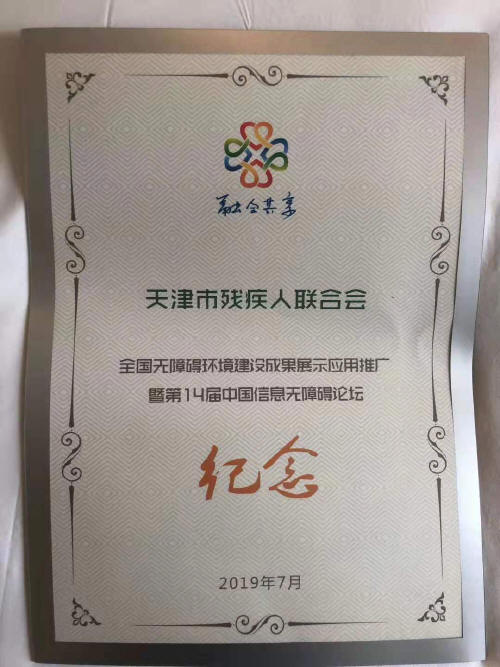 融合共享
天津市残疾人联合会
全国无障碍环境建设成果展示应用推广
暨第14届中国信息无障碍论坛
纪念
2019年7月